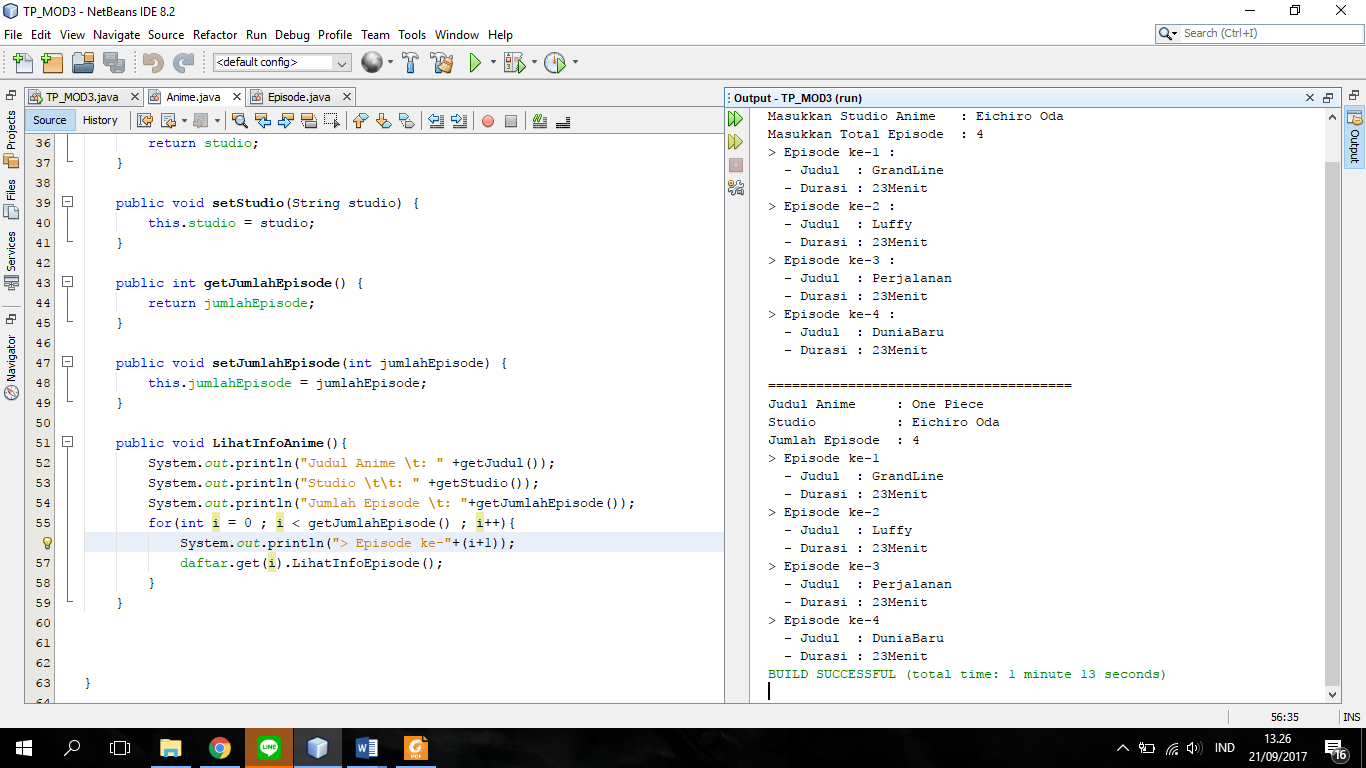 TP_MOD3 - NetBeans IDE 8.2
File Edit View Navigate Source Refactor Run Debug Profile Team Tools Window Help
Search (Ctrl+I)
<default config>
TP_MOD3.java
Anime.java
Episode.java
Source
History
Projects
Files
Services
Navigator
36 return studio;
37 }
38
39 public void setStudio(String studio) {
40 this.studio = studio;
41 }
42
43 public int getJumlahEpisode() {
44 return jumlahEpisode;
45 }
46
47 public void setJumlahEpisode(int jumlahEpisode) {
48 this.jumlahEpisode = jumlahEpisode;
49 }
50
51 public void LihatInfoAnime(){
52 System.out.println("Judul Anime \t: " +getJudul());
53 System.out.println("Studio \t\t: " +getStudio());
54 System.out.println("Jumlah Episode \t: "+getJumlahEpisode());
55 for(int i = 0 ; i < getJumlahEpisode() ; i++){
System.out.println("> Episode ke-"+(i+1));
57 daftar.get(i).LihatInfoEpisode();
58 }
59 }
60
61
62
63 }
64
Output - TP_MOD3 (run)
Output
Masukkan Studio Anime : Eichiro Oda
Masukkan Total Episode : 4
> Episode ke-1 :
- Judul : GrandLine
- Durasi : 23Menit
> Episode ke-2 :
- Judul : Luffy
- Durasi : 23Menit
> Episode ke-3 :
- Judul : Perjalanan
- Durasi : 23Menit
> Episode ke-4 :
- Judul : DuniaBaru
- Durasi : 23Menit
======================================
Judul Anime : One Piece
Studio : Eichiro Oda
Jumlah Episode : 4
> Episode ke-1
- Judul : GrandLine
- Durasi : 23Menit
> Episode ke-2
- Judul : Luffy
- Durasi : 23Menit
> Episode ke-3
- Judul : Perjalanan
- Durasi : 23Menit
> Episode ke-4
- Judul : DuniaBaru
- Durasi : 23Menit
BUILD SUCCESSFUL (total time: 1 minute 13 seconds)
56:35
INS
LINE
PDF
IND
13.26
21/09/2017
16